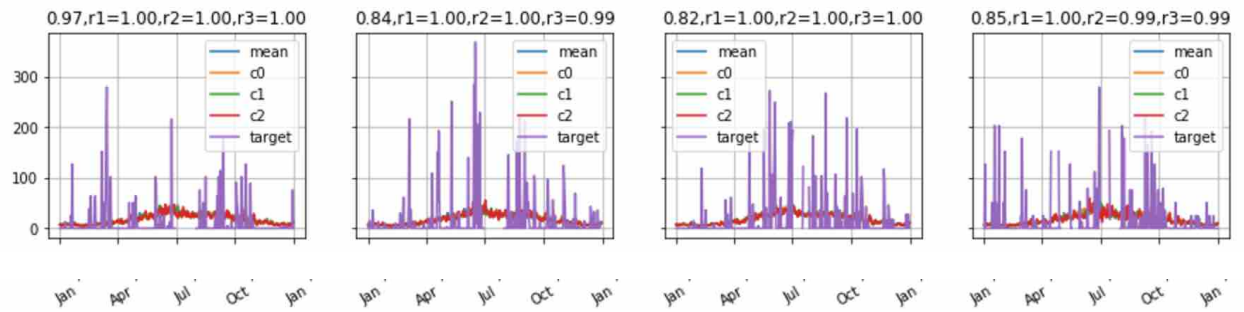 0.97,r1=1.00,r2=1.00,r3=1.00
0.84,r1=1.00,r2=1.00,r3=0.99
0.82,r1=1.00,r2=1.00,r3=1.00
0.85,r1=1.00,r2=0.99,r3=0.99
300
200
100
0
mean
c0
c1
c2
target
mean
c0
c1
c2
target
mean
c0
c1
c2
target
mean
c0
c1
c2
target
Jan
Apr
Jul
Oct
Jan
Jan
Apr
Jul
Oct
Jan
Jan
Apr
Jul
Oct
Jan
Jan
Apr
Jul
Oct
Jan